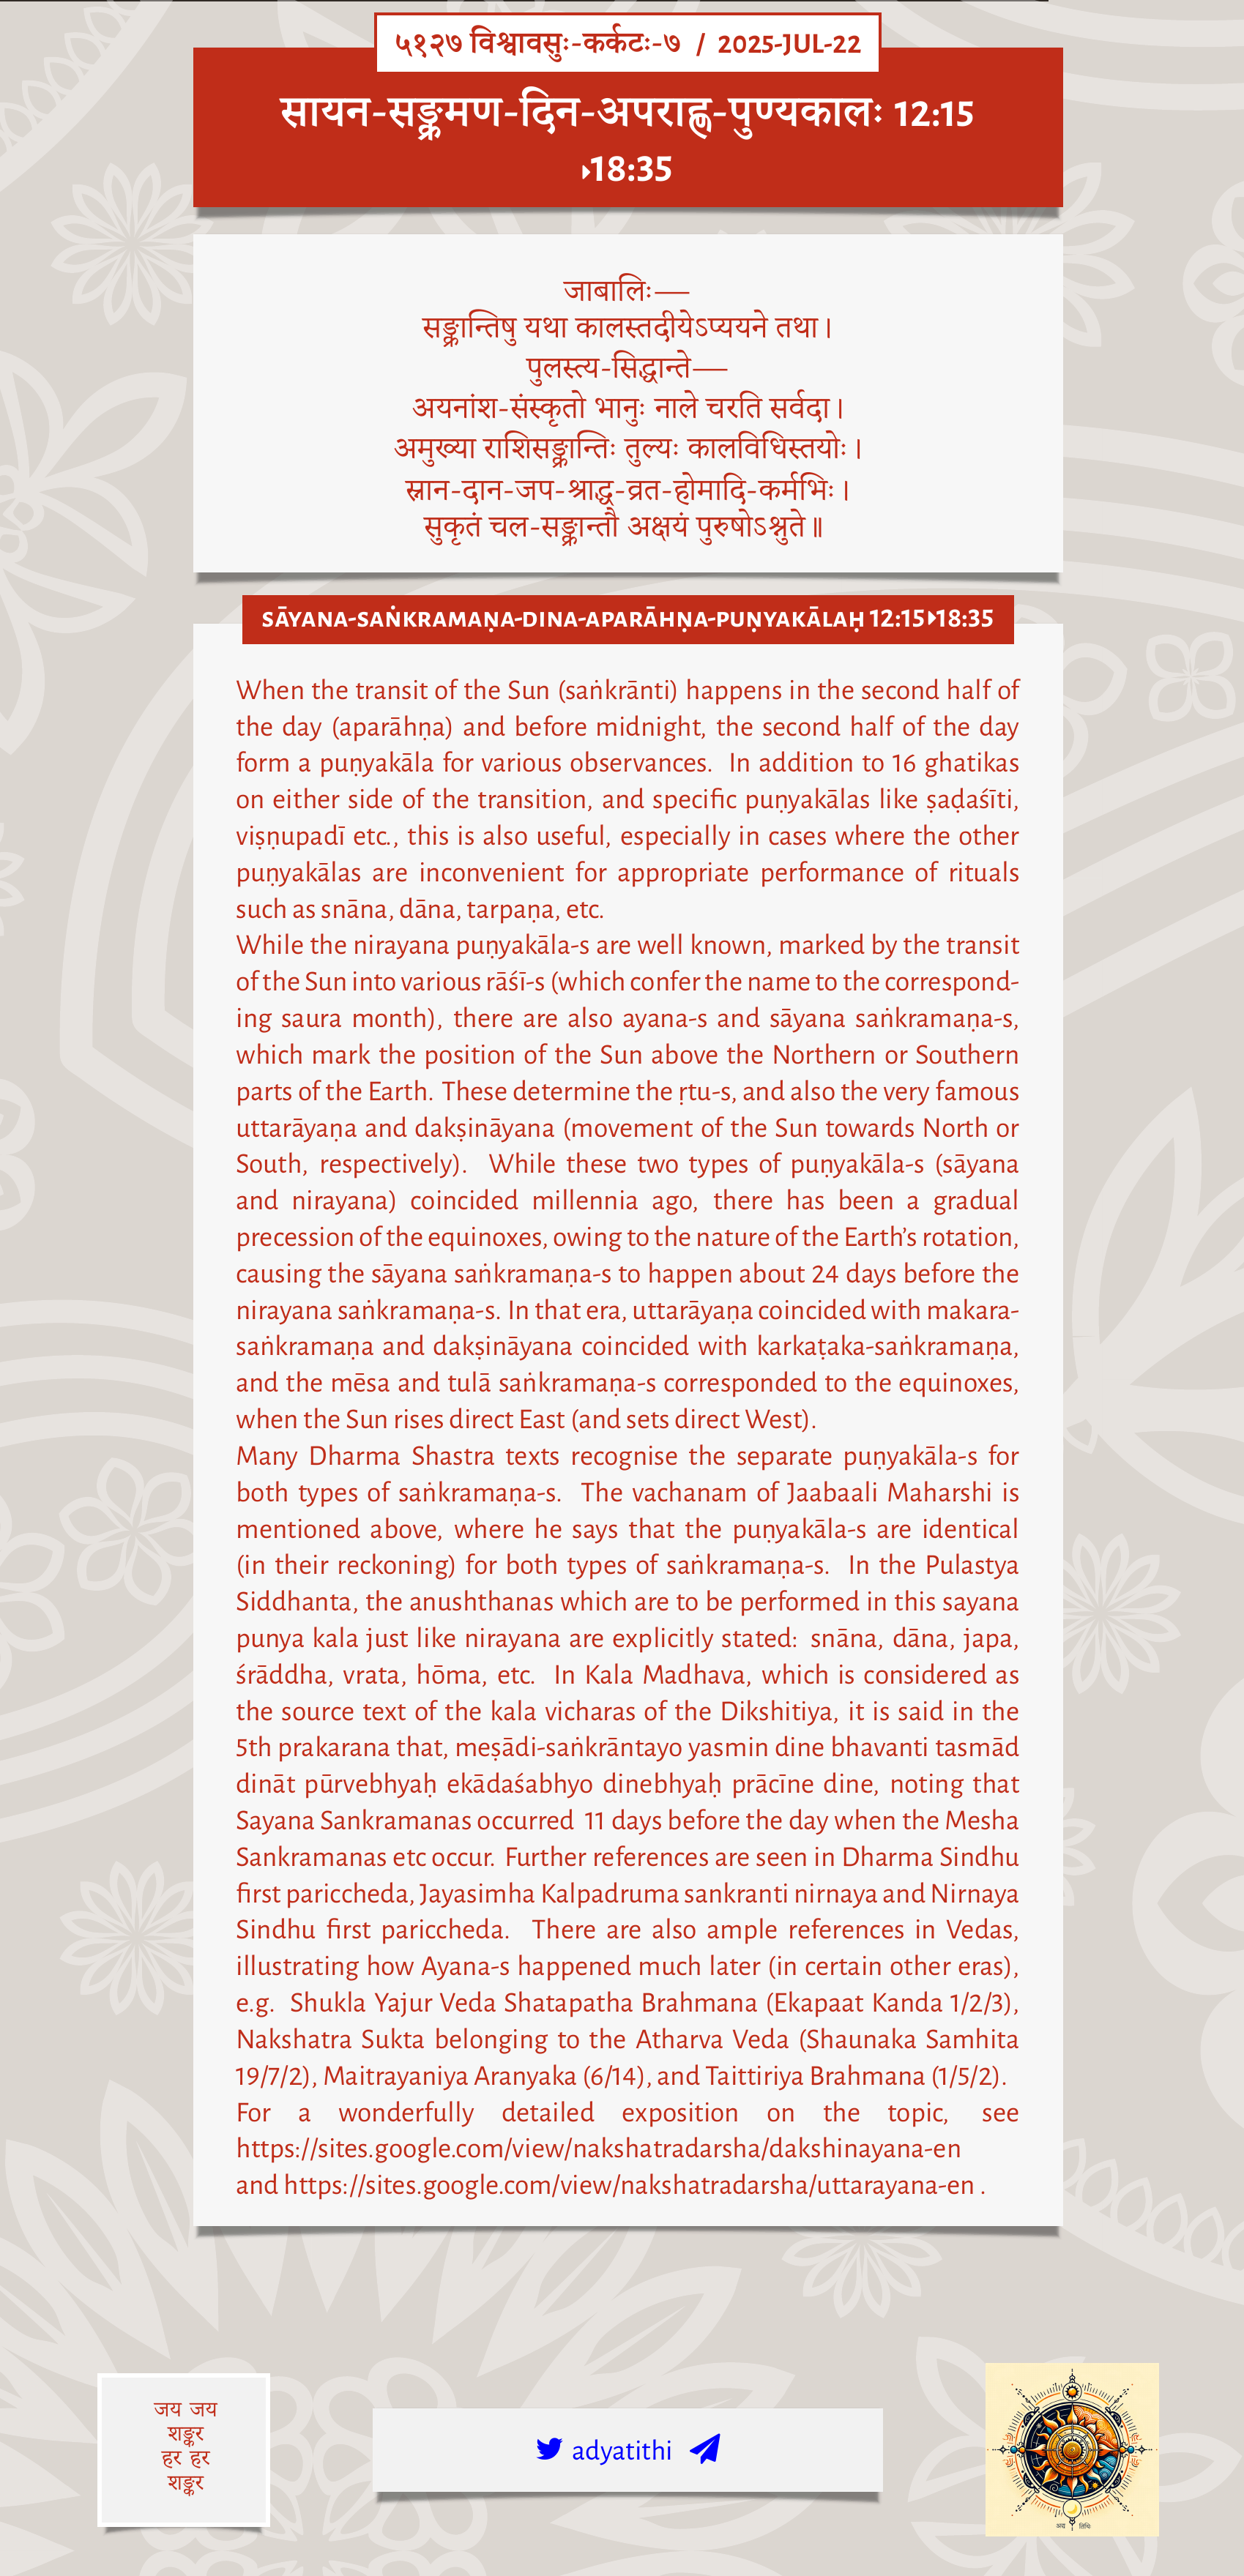 ५१२७ विश्वावसुः-कर्कटः-७ / 2025-JUL-22
सायन-सङ्क्रमण-दिन-अपराह्ण-पुण्यकालः 12:15
▸18:35
जाबालिः—
सङ्क्रान्तिषु यथा कालस्तदीयेऽप्ययने तथा।
पुलस्त्य-सिद्धान्ते—
अयनांश-संस्कृतो भानुः नाले चरति सर्वदा।
अमुख्या राशिसङ्क्रान्तिः तुल्यः कालविधिस्तयोः।
स्नान-दान-जप-श्राद्ध-व्रत-होमादि-कर्मभिः।
सुकृतं चल-सङ्क्रान्तौ अक्षयं पुरुषोऽश्नुते॥
SĀYANA-SAṄKRAMAṆA-DINA-APARĀHṆA-PUṆYAKĀLAḤ 12:15▸18:35
When the transit of the Sun (saṅkrānti) happens in the second half of
the day (aparāhṇa) and before midnight, the second half of the day
form a puṇyakāla for various observances. In addition to 16 ghatikas
on either side of the transition, and specific puṇyakālas like ṣaḍaśīti,
viṣṇupadī etc., this is also useful, especially in cases where the other
puṇyakālas are inconvenient for appropriate performance of rituals
such as snāna, dāna, tarpaṇa, etc.
While the nirayana puṇyakāla-s are well known, marked by the transit
of the Sun into various rāśī-s (which confer the name to the correspond-
ing saura month), there are also ayana-s and sāyana saṅkramaṇa-s,
which mark the position of the Sun above the Northern or Southern
parts of the Earth. These determine the ṛtu-s, and also the very famous
uttarāyaṇa and dakṣināyana (movement of the Sun towards North or
South, respectively). While these two types of puṇyakāla-s (sāyana
and nirayana) coincided millennia ago, there has been a gradual
precession of the equinoxes, owing to the nature of the Earth’s rotation,
causing the sāyana saṅkramaṇa-s to happen about 24 days before the
nirayana saṅkramaṇa-s. In that era, uttarāyaṇa coincided with makara-
saṅkramaṇa and dakṣināyana coincided with karkaṭaka-saṅkramaṇa,
and the mēsa and tulā saṅkramaṇa-s corresponded to the equinoxes,
when the Sun rises direct East (and sets direct West).
Many Dharma Shastra texts recognise the separate puṇyakāla-s for
both types of saṅkramaṇa-s. The vachanam of Jaabaali Maharshi is
mentioned above, where he says that the puṇyakāla-s are identical
(in their reckoning) for both types of saṅkramaṇa-s. In the Pulastya
Siddhanta, the anushthanas which are to be performed in this sayana
punya kala just like nirayana are explicitly stated: snāna, dāna, japa,
śrāddha, vrata, hōma, etc. In Kala Madhava, which is considered as
the source text of the kala vicharas of the Dikshitiya, it is said in the
5th prakarana that, meṣādi-saṅkrāntayo yasmin dine bhavanti tasmād
dināt pūrvebhyaḥ ekādaśabhyo dinebhyaḥ prācīne dine, noting that
Sayana Sankramanas occurred 11 days before the day when the Mesha
Sankramanas etc occur. Further references are seen in Dharma Sindhu
first pariccheda, Jayasimha Kalpadruma sankranti nirnaya and Nirnaya
Sindhu first pariccheda. There are also ample references in Vedas,
illustrating how Ayana-s happened much later (in certain other eras),
e.g. Shukla Yajur Veda Shatapatha Brahmana (Ekapaat Kanda 1/2/3),
Nakshatra Sukta belonging to the Atharva Veda (Shaunaka Samhita
19/7/2), Maitrayaniya Aranyaka (6/14), and Taittiriya Brahmana (1/5/2).
For a wonderfully detailed exposition on the topic, see
https://sites.google.com/view/nakshatradarsha/dakshinayana-en
and https://sites.google.com/view/nakshatradarsha/uttarayana-en .
जय जय
शङ्कर
हर हर
शङ्कर
adyatithi
अद्य तिथिः